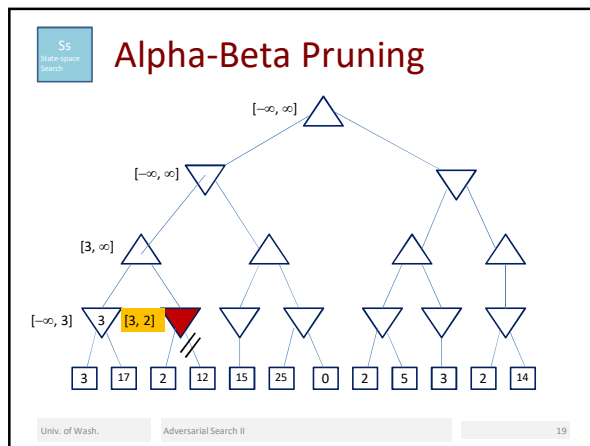 Ss
State-space
Search
Alpha-Beta Pruning
[−∞, ∞]
[−∞, ∞]
[3, ∞]
[−∞, 3] 3 [3, 2]
3 17 2 12 15 25 0 2 5 3 2 14
Univ. of Wash. Adversarial Search II 19